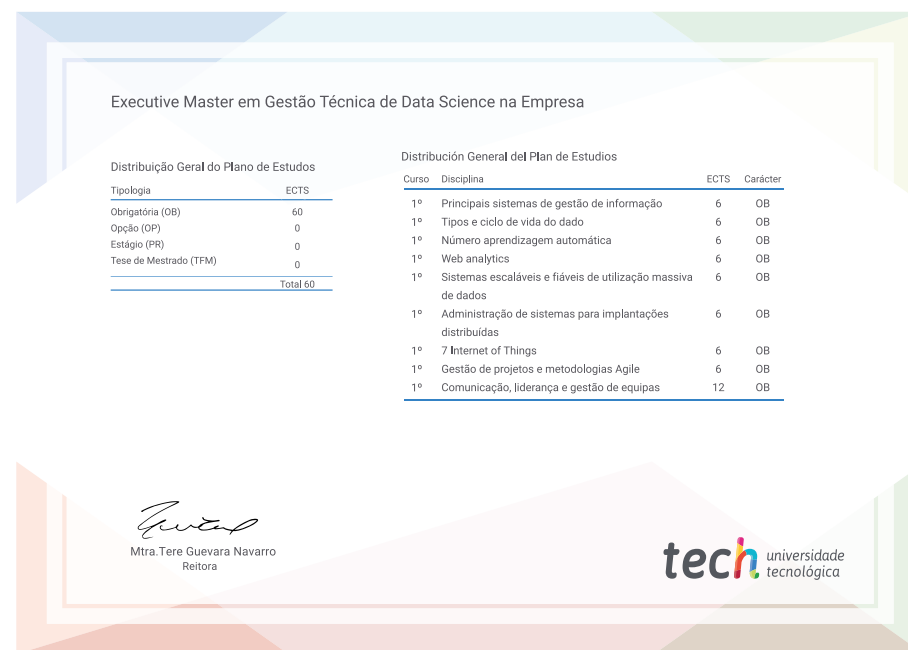 Executive Master em Gestão Técnica de Data Science na Empresa
Distribuição Geral do Plano de Estudos
Tipologia ECTS
Obrigatória (OB) 60
Opção (OP) 0
Estágio (PR) 0
Tese de Mestrado (TFM) 0
Total 60
Distribución General del Plan de Estudios
Curso Disciplina ECTS Carácter
1º Principais sistemas de gestão de informação 6 OB
1º Tipos e ciclo de vida do dado 6 OB
1º Número aprendizagem automática 6 OB
1º Web analytics 6 OB
1º Sistemas escaláveis e fiáveis de utilização massiva 6 OB
de dados
1º Administração de sistemas para implantações 6 OB
distribuídas
1º 7 Internet of Things 6 OB
1º Gestão de projetos e metodologias Agile 6 OB
1º Comunicação, liderança e gestão de equipas 12 OB
Mtra.Tere Guevara Navarro
Reitora
tech universidade
tecnológica